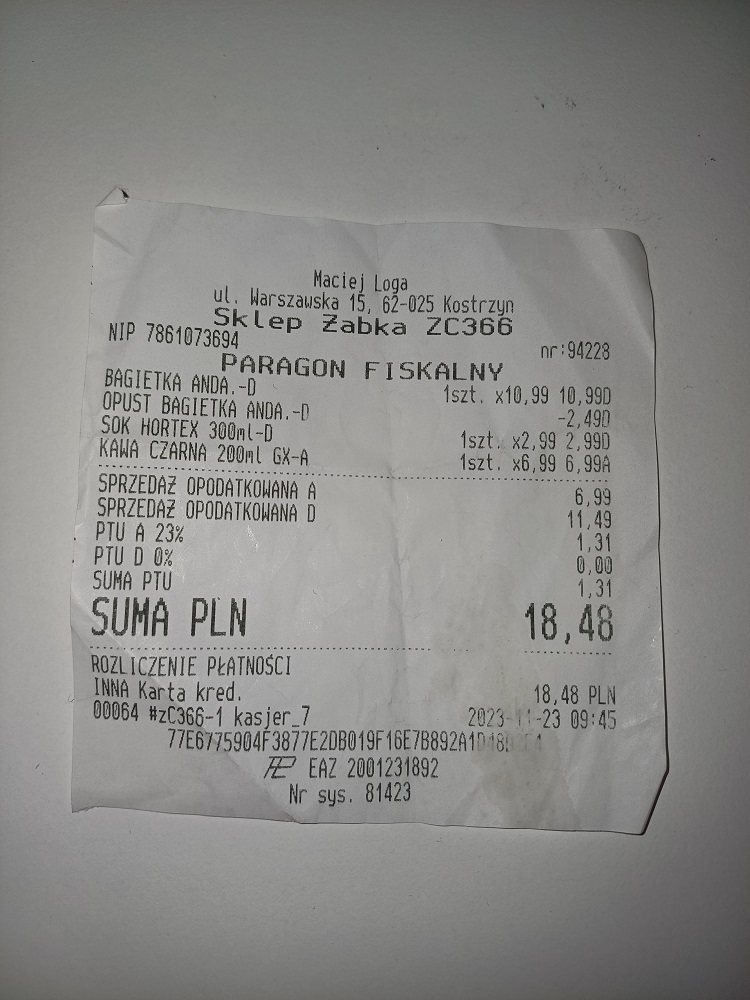 Maciej Loga
ul. Warszawska 15, 62-025 Kostrzyn
Sklep Żabka ZC366
NIP 7861073694 nr:94228
PARAGON FISKALNY
BAGIETKA ANDA.-D 1szt. x10,99 10,99D
OPUST BAGIETKA ANDA.-D -2,49D
SOK HORTEX 300ml-D 1szt. x2,99 2,99D
KAWA CZARNA 200ml GX-A 1szt. x6,99 6,99A
SPRZEDAŻ OPODATKOWANA A 6,99
SPRZEDAŻ OPODATKOWANA D 11,49
PTU A 23% 1,31
PTU D 0% 0,00
SUMA PTU 1,31
SUMA PLN 18,48
ROZLICZENIE PŁATNOŚCI
INNA Karta kred. 18,48 PLN
00064 #zC366-1 kasjer_7 2023-11-23 09:45
EAZ 2001231892
Nr sys. 81423